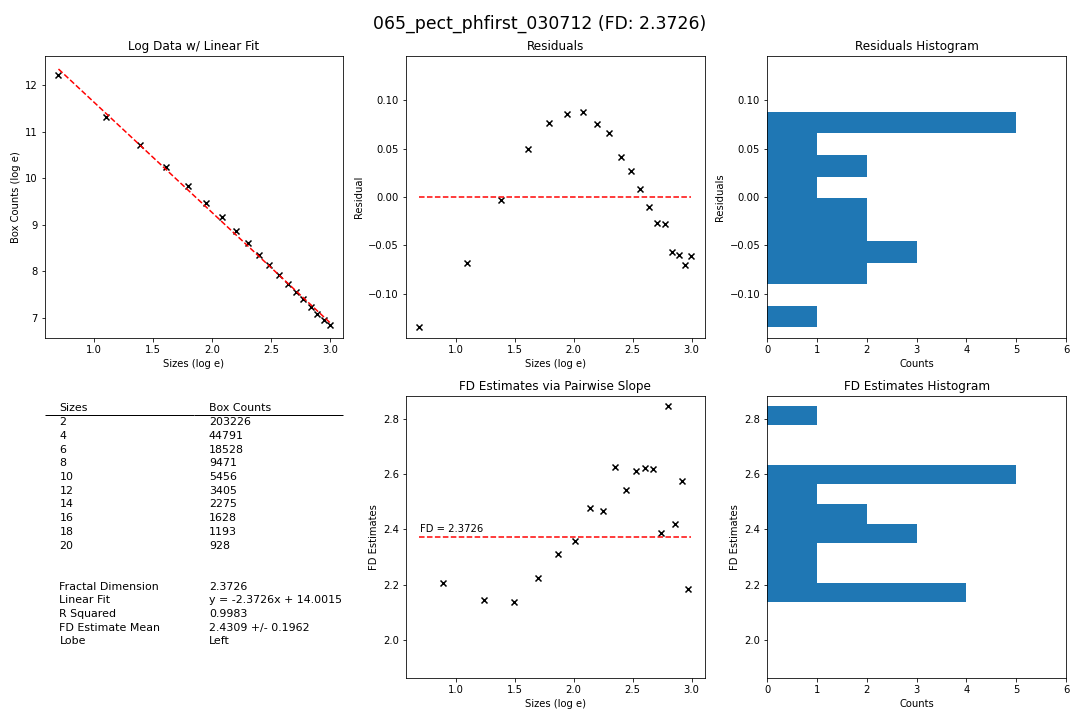 065_pect_phfirst_030712 (FD: 2.3726)
Log Data w/ Linear Fit
Box Counts (log e)
12
11
10
9
8
7
1.0 1.5 2.0 2.5 3.0
Sizes (log e)
Residuals
Residual
0.10
0.05
0.00
−0.05
−0.10
1.0 1.5 2.0 2.5 3.0
Sizes (log e)
Residuals Histogram
Residuals
0.10
0.05
0.00
−0.05
−0.10
0 1 2 3 4 5 6
Counts
Sizes Box Counts
2 203226
4 44791
6 18528
8 9471
10 5456
12 3405
14 2275
16 1628
18 1193
20 928
Fractal Dimension 2.3726
Linear Fit y = -2.3726x + 14.0015
R Squared 0.9983
FD Estimate Mean 2.4309 +/- 0.1962
Lobe Left
FD Estimates via Pairwise Slope
FD Estimates
2.8
2.6
2.4
2.2
2.0
FD = 2.3726
1.0 1.5 2.0 2.5 3.0
Sizes (log e)
FD Estimates Histogram
FD Estimates
2.8
2.6
2.4
2.2
2.0
0 1 2 3 4 5 6
Counts